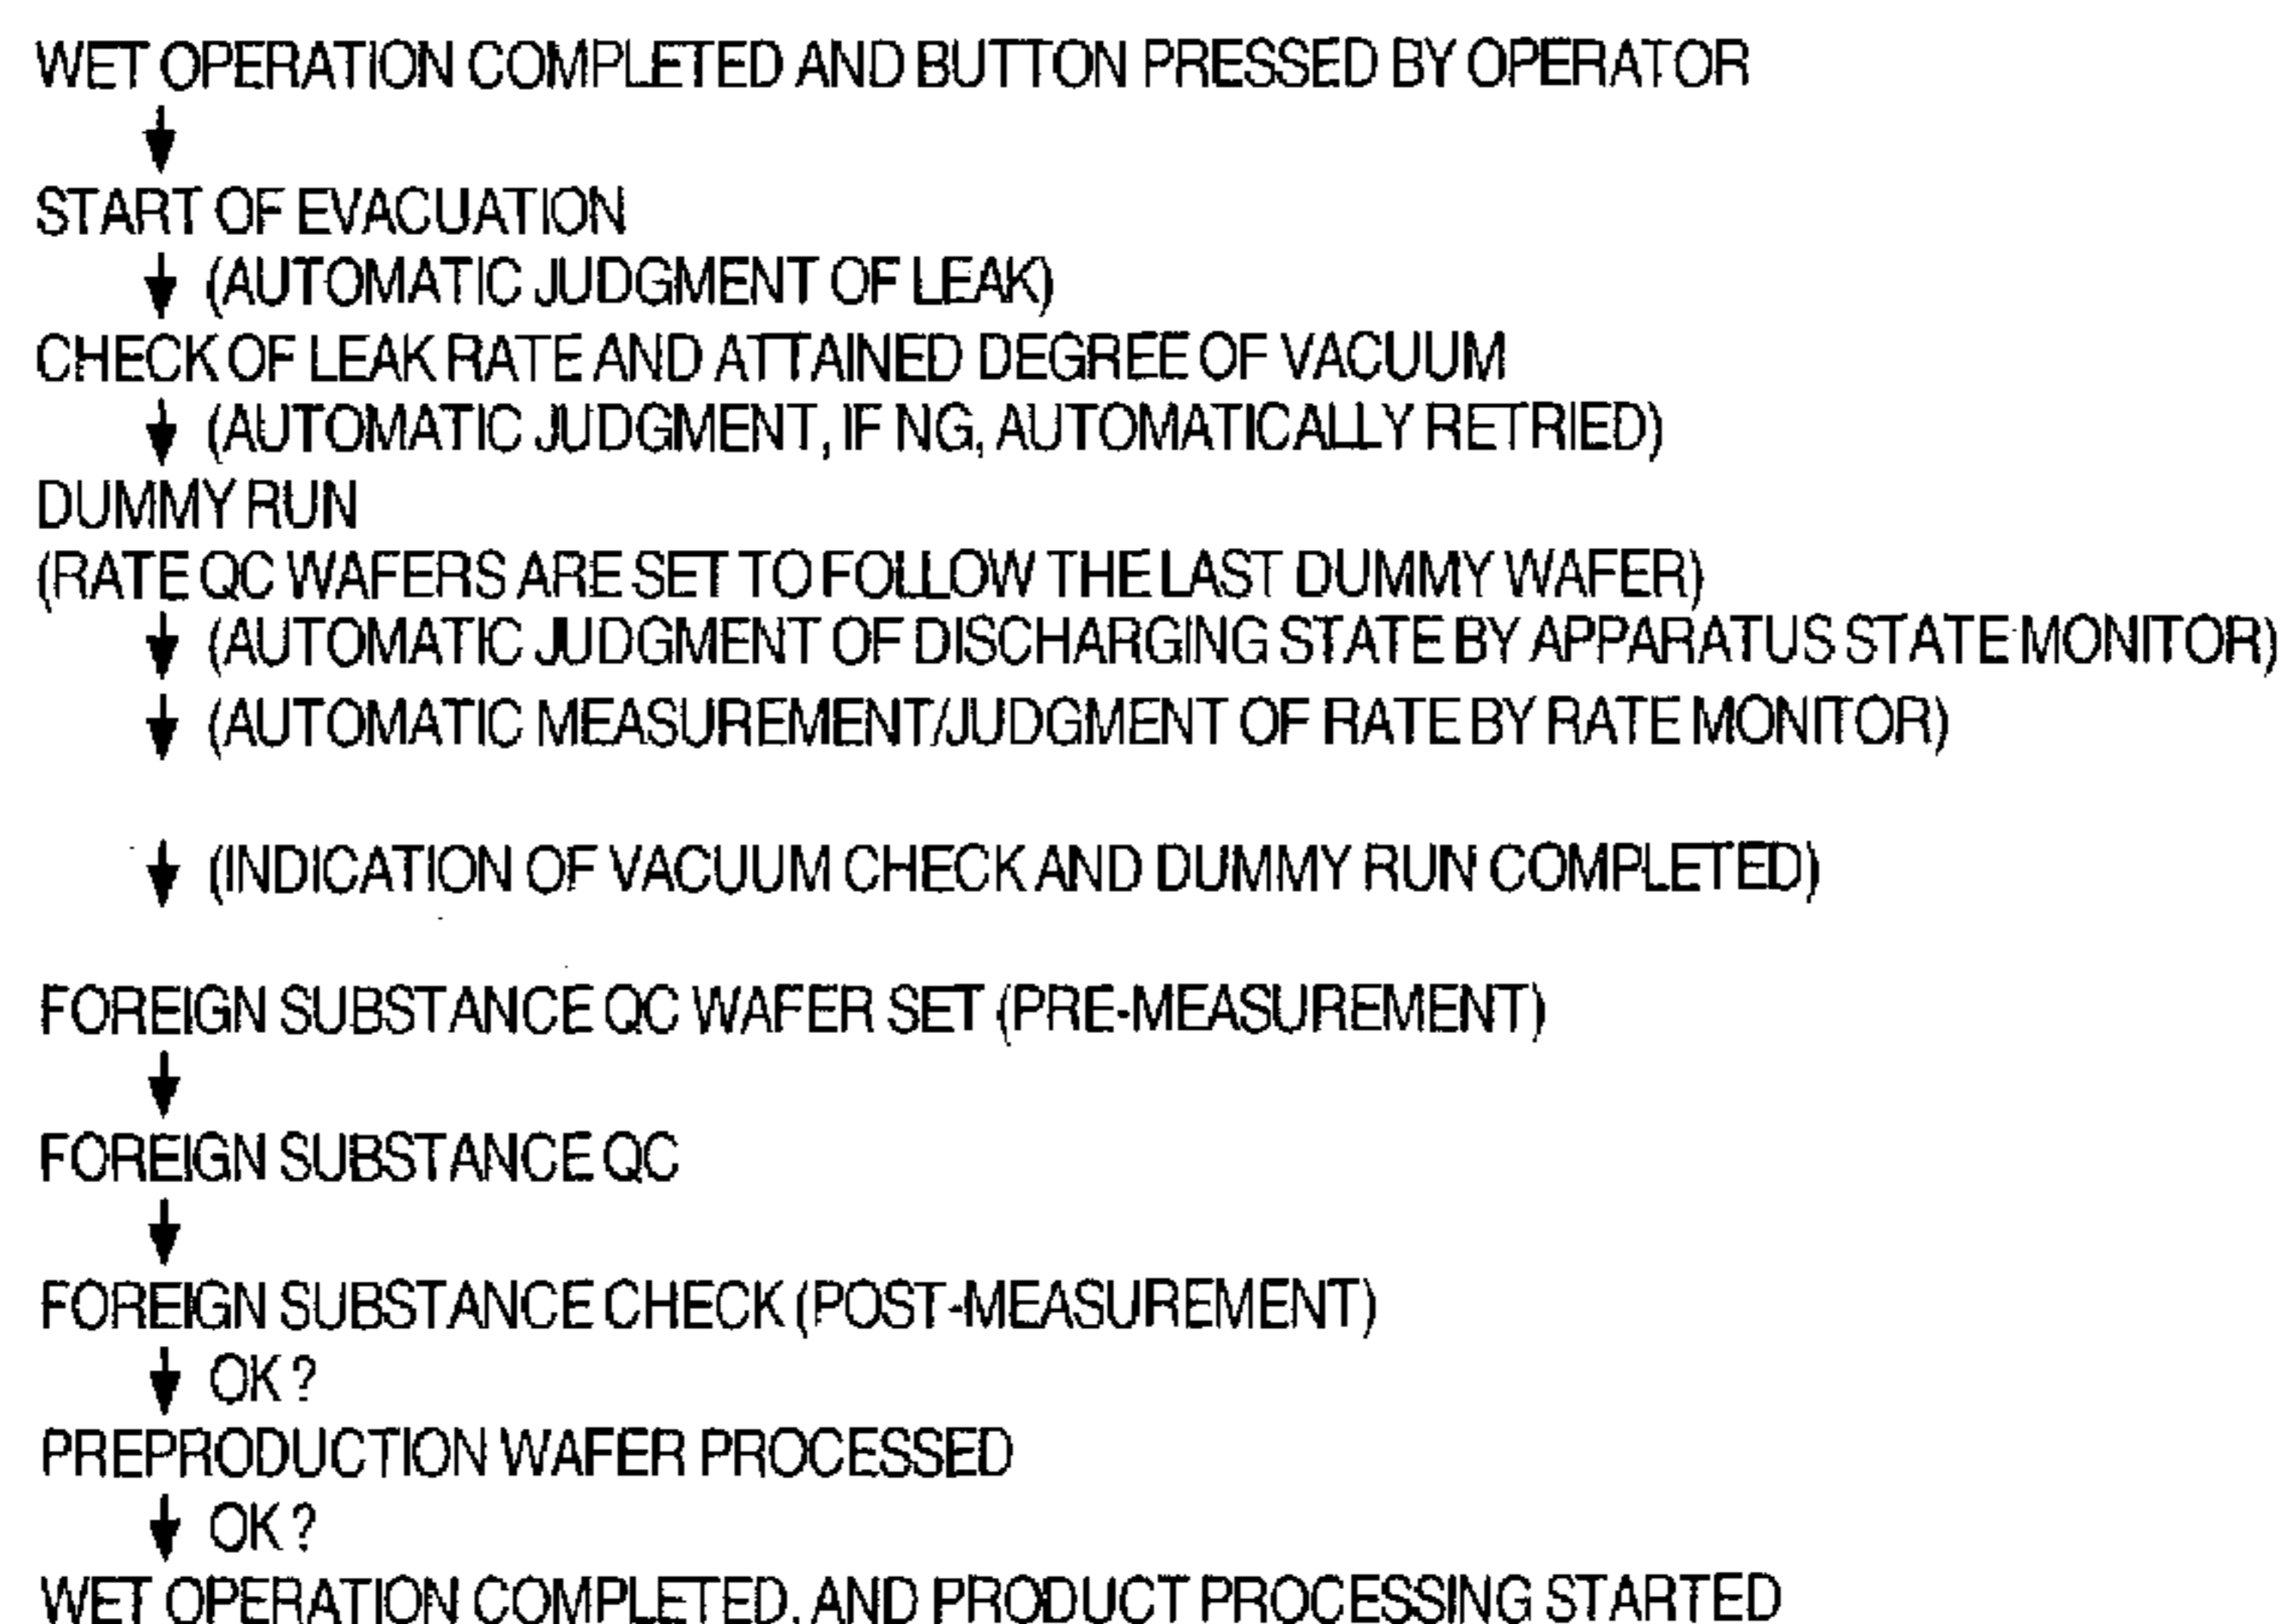 WET OPERATION COMPLETED AND BUTTON PRESSED BY OPERATOR
START OF EVACUATION
(AUTOMATIC JUDGMENT OF LEAK)
CHECK OF LEAK RATE AND ATTAINED DEGREE OF VACUUM
(AUTOMATIC JUDGMENT, IF NG, AUTOMATICALLY RETRIED)
DUMMY RUN
(RATE QC WAFERS ARE SET TO FOLLOW THE LAST DUMMY WAFER)
(AUTOMATIC JUDGMENT OF DISCHARGING STATE BY APPARATUS STATE MONITOR)
(AUTOMATIC MEASUREMENT/JUDGMENT OF RATE BY RATE MONITOR)
(INDICATION OF VACUUM CHECK AND DUMMY RUN COMPLETED)
FOREIGN SUBSTANCE QC WAFER SET (PRE-MEASUREMENT)
FOREIGN SUBSTANCE QC
FOREIGN SUBSTANCE CHECK (POST-MEASUREMENT)
OK?
PREPRODUCTION WAFER PROCESSED
OK?
WET OPERATION COMPLETED, AND PRODUCT PROCESSING STARTED